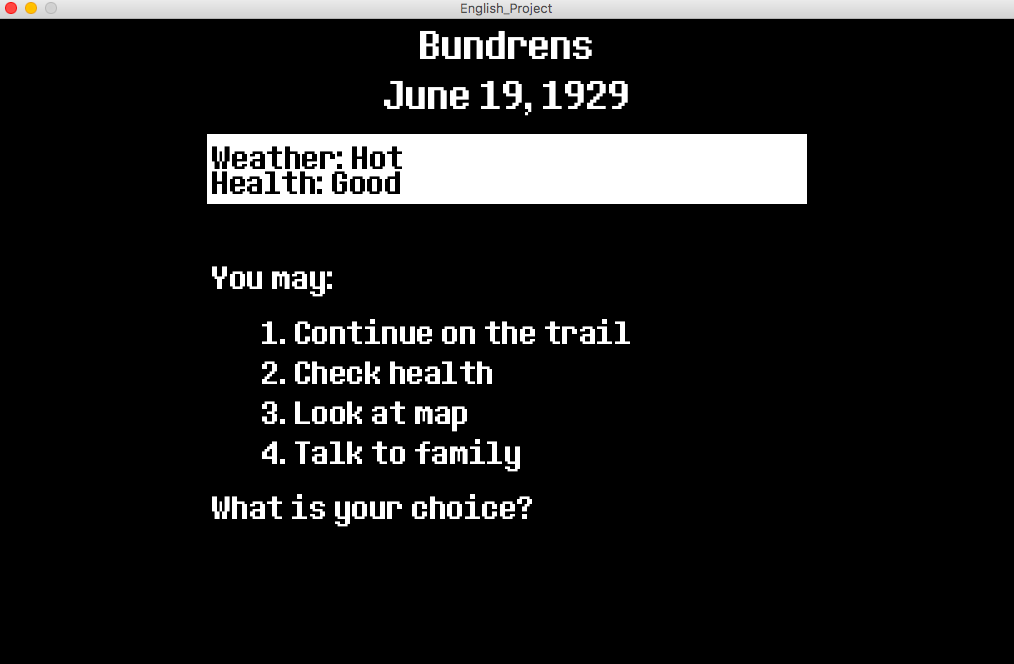 English_Project
Bundrens
June 19, 1929
Weather: Hot
Health: Good
You may:
1. Continue on the trail
2. Check health
3. Look at map
4. Talk to family
What is your choice?